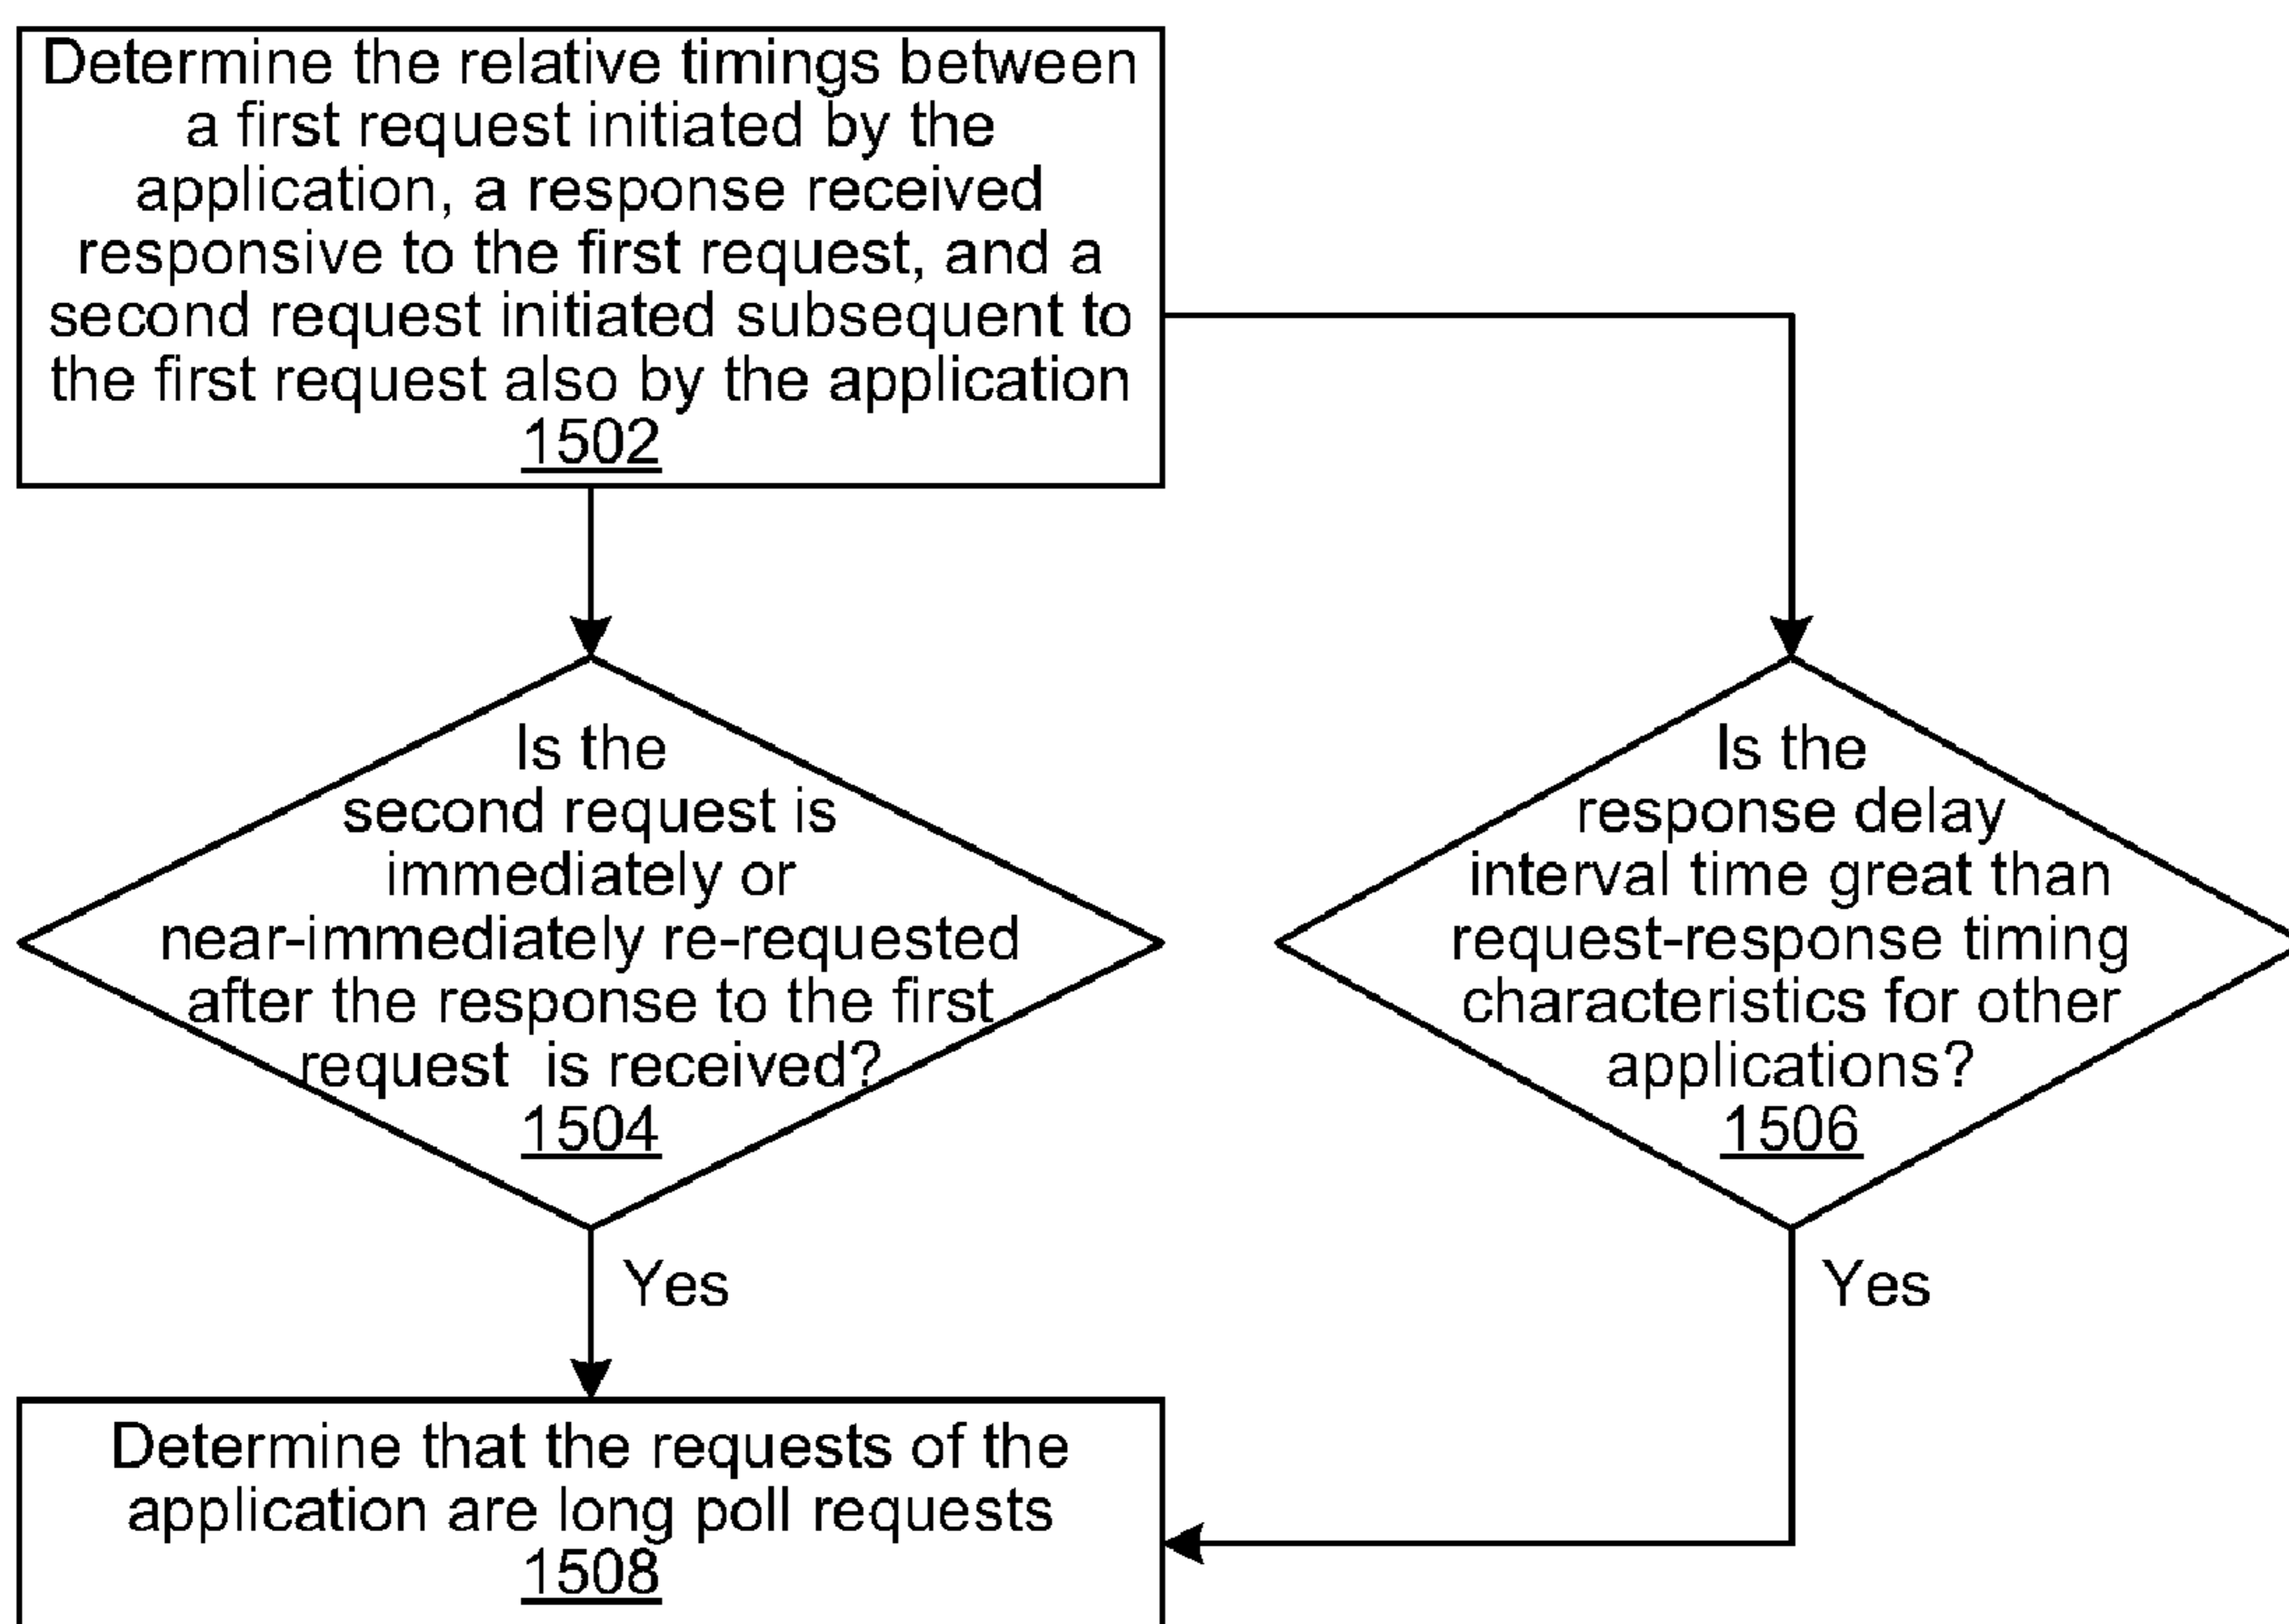 Determine the relative timings between
a first request initiated by the
application, a response received
responsive to the first request, and a
second request initiated subsequent to
the first request also by the application
1502
Is the
second request is
immediately or
near-immediately re-requested
after the response to the first
request is received?
1504
Is the
response delay
interval time great than
request-response timing
characteristics for other
applications?
1506
Yes
Yes
Determine that the requests of the
application are long poll requests
1508